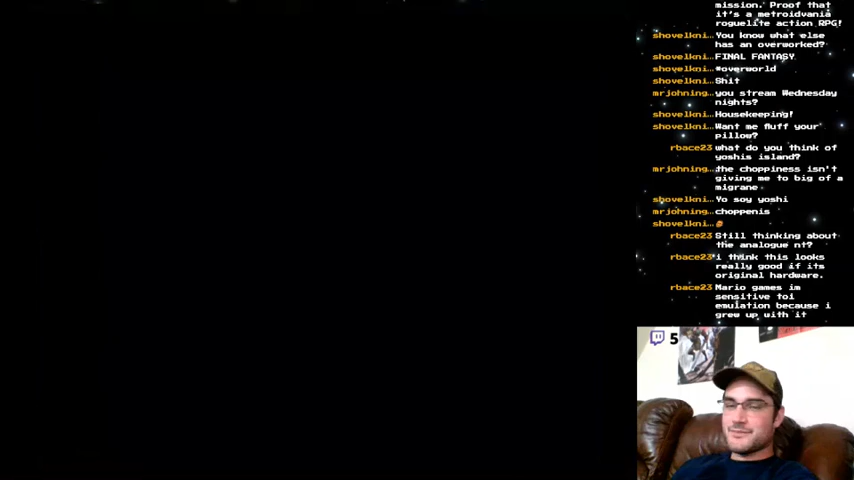 mission. Proof that
it's a metroidvania
roguelite action RPG!
shovelkni… You know what else
has an overworked?
shovelkni… FINAL FANTASY
shovelkni… #overworld
shovelkni… Shit
mrjohning… you stream Wednesday
nights?
shovelkni… Housekeeping!
shovelkni… Want me fluff your
pillow?
rbace23 what do you think of
yoshis island?
mrjohning… the choppiness isn't
giving me to big of a
migrane
shovelkni… Yo soy yoshi
mrjohning… choppenis
shovelkni…
rbace23 Still thinking about
the analogue nt?
rbace23 i think this looks
really good if its
original hardware.
rbace23 Mario games im
sensitive toi
emulation because i
grew up with it
5